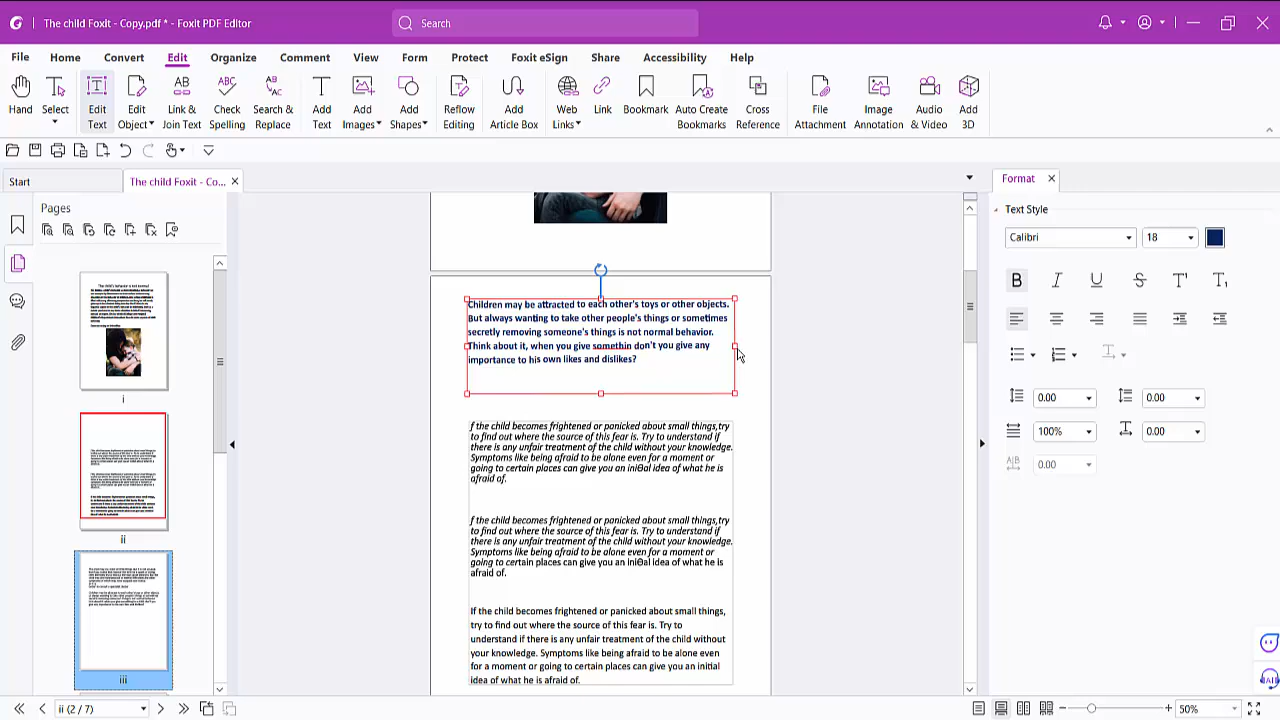 The child Foxit - Copy.pdf * - Foxit PDF Editor
Search
File Home Convert Edit Organize Comment View Form Protect Foxit eSign Share Accessibility Help
Hand
Select
Edit Text
Edit Object
Link & Join Text
Check Spelling
Search & Replace
Add Text
Add Images
Add Shapes
Reflow Editing
Add Article Box
Web Links
Link
Bookmark
Auto Create Bookmarks
Cross Reference
File Attachment
Image Annotation
Audio & Video
Add 3D
Start
The child Foxit - Co...
Pages
i
ii
iii
Children may be attracted to each other's toys or other objects.
But always wanting to take other people's things or sometimes
secretly removing someone's things is not normal behavior.
Think about it, when you give somethin don't you give any
importance to his own likes and dislikes?
f the child becomes frightened or panicked about small things,try
to find out where the source of this fear is. Try to understand if
there is any unfair treatment of the child without your knowledge.
Symptoms like being afraid to be alone even for a moment or
going to certain places can give you an iniƟal idea of what he is
afraid of.
f the child becomes frightened or panicked about small things,try
to find out where the source of this fear is. Try to understand if
there is any unfair treatment of the child without your knowledge.
Symptoms like being afraid to be alone even for a moment or
going to certain places can give you an iniƟal idea of what he is
afraid of.
If the child becomes frightened or panicked about small things,
try to find out where the source of this fear is. Try to
understand if there is any unfair treatment of the child without
your knowledge. Symptoms like being afraid to be alone even
for a moment or going to certain places can give you an initial
idea of what he is afraid of.
Format
Text Style
Calibri
18
B I U S T' T,
0.00
0.00
100%
0.00
0.00
ii (2 / 7)
50%